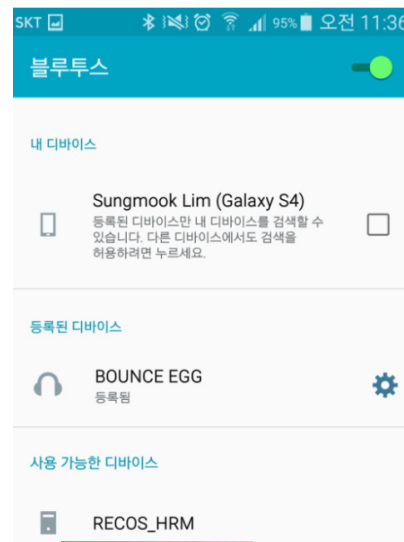 SKT 95% 오전 11:36
블루투스
내 디바이스
Sungmook Lim (Galaxy S4)
등록된 디바이스만 내 디바이스를 검색할 수
있습니다. 다른 디바이스에서도 검색을
허용하려면 누르세요.
등록된 디바이스
BOUNCE EGG
등록됨
사용 가능한 디바이스
RECOS_HRM